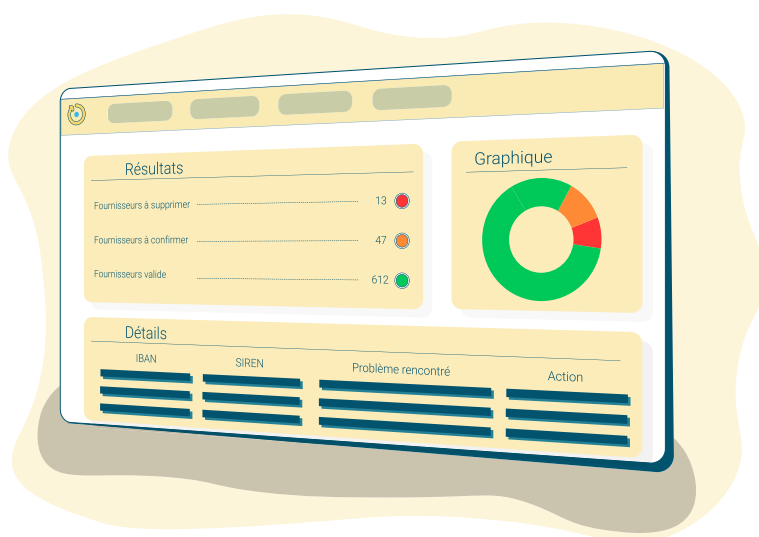 Résultats
Fournisseurs à supprimer 13
Fournisseurs à confirmer 47
Fournisseurs valide 612
Graphique
Détails
IBAN SIREN Problème rencontré Action